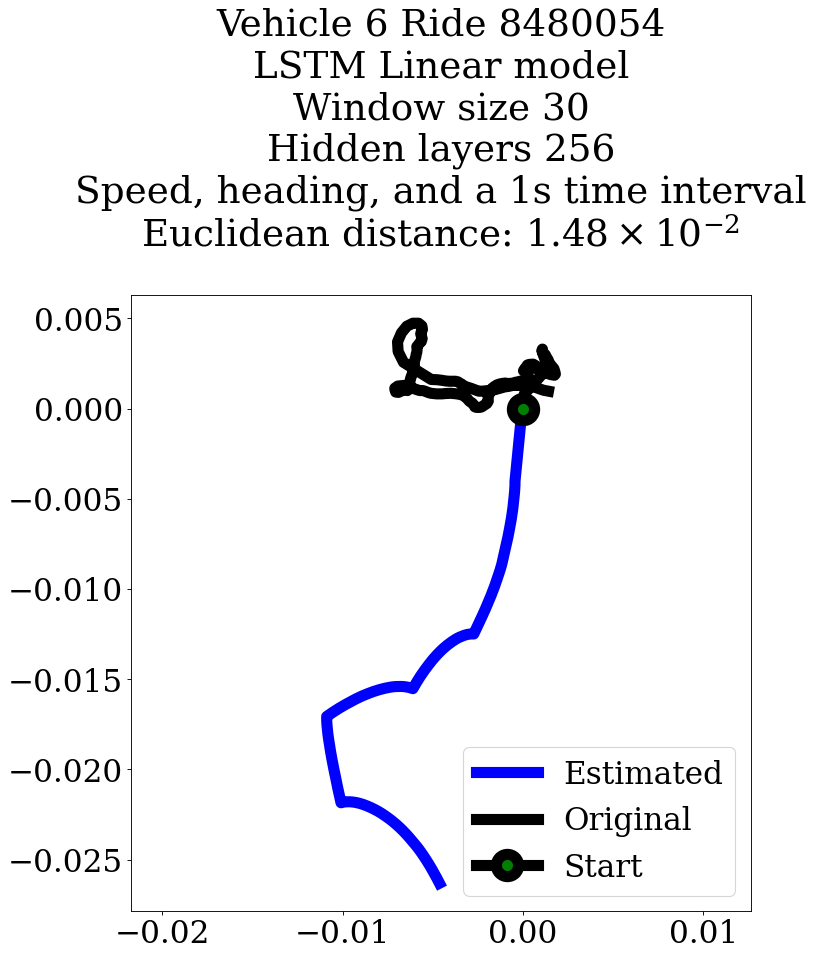 Vehicle 6 Ride 8480054
LSTM Linear model
Window size 30
Hidden layers 256
Speed, heading, and a 1s time interval
Euclidean distance: 1.48 × 10⁻²
0.005
0.000
−0.005
−0.010
−0.015
−0.020
−0.025
Estimated
Original
Start
−0.02
−0.01
0.00
0.01